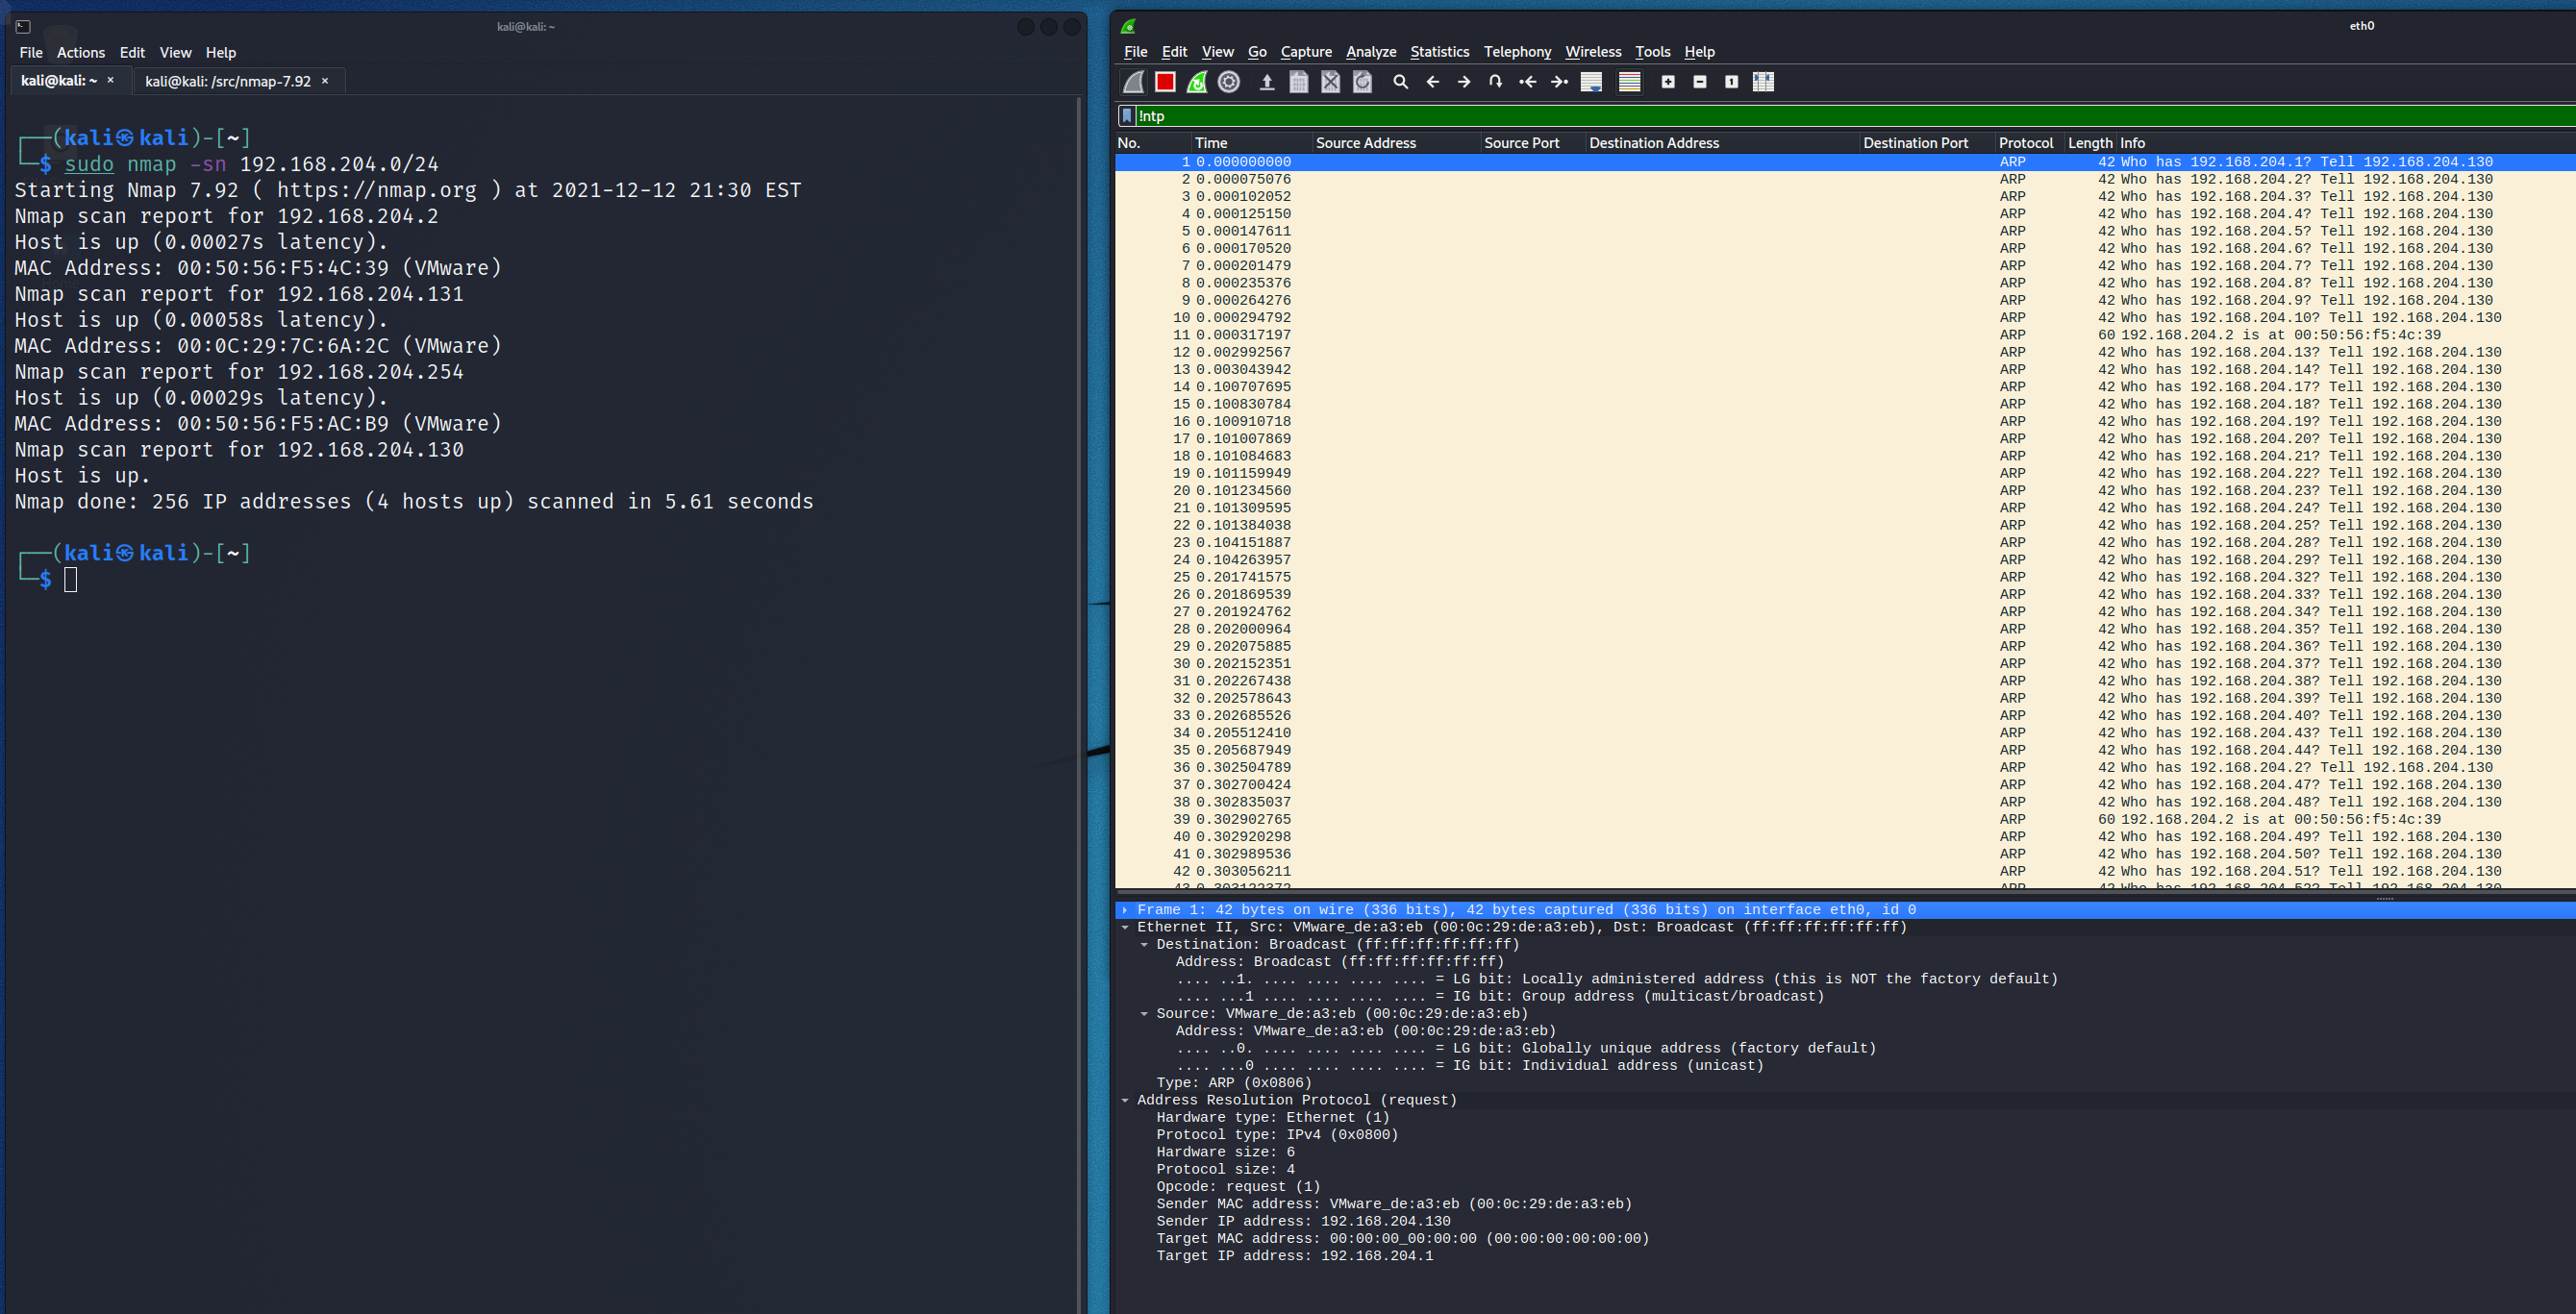 kali@kali: ~
File Actions Edit View Help
kali@kali: ~ × kali@kali: /src/nmap-7.92 ×
(kali㉿kali)-[~]
$ sudo nmap -sn 192.168.204.0/24
Starting Nmap 7.92 ( https://nmap.org ) at 2021-12-12 21:30 EST
Nmap scan report for 192.168.204.2
Host is up (0.00027s latency).
MAC Address: 00:50:56:F5:4C:39 (VMware)
Nmap scan report for 192.168.204.131
Host is up (0.00058s latency).
MAC Address: 00:0C:29:7C:6A:2C (VMware)
Nmap scan report for 192.168.204.254
Host is up (0.00029s latency).
MAC Address: 00:50:56:F5:AC:B9 (VMware)
Nmap scan report for 192.168.204.130
Host is up.
Nmap done: 256 IP addresses (4 hosts up) scanned in 5.61 seconds
(kali㉿kali)-[~]
$
eth0
File Edit View Go Capture Analyze Statistics Telephony Wireless Tools Help
!ntp
No. Time Source Address Source Port Destination Address Destination Port Protocol Length Info
1 0.000000000 ARP 42 Who has 192.168.204.1? Tell 192.168.204.130
2 0.000075076 ARP 42 Who has 192.168.204.2? Tell 192.168.204.130
3 0.000102052 ARP 42 Who has 192.168.204.3? Tell 192.168.204.130
4 0.000125150 ARP 42 Who has 192.168.204.4? Tell 192.168.204.130
5 0.000147611 ARP 42 Who has 192.168.204.5? Tell 192.168.204.130
6 0.000170520 ARP 42 Who has 192.168.204.6? Tell 192.168.204.130
7 0.000201479 ARP 42 Who has 192.168.204.7? Tell 192.168.204.130
8 0.000235376 ARP 42 Who has 192.168.204.8? Tell 192.168.204.130
9 0.000264276 ARP 42 Who has 192.168.204.9? Tell 192.168.204.130
10 0.000294792 ARP 42 Who has 192.168.204.10? Tell 192.168.204.130
11 0.000317197 ARP 60 192.168.204.2 is at 00:50:56:f5:4c:39
12 0.002992567 ARP 42 Who has 192.168.204.13? Tell 192.168.204.130
13 0.003043942 ARP 42 Who has 192.168.204.14? Tell 192.168.204.130
14 0.100707695 ARP 42 Who has 192.168.204.17? Tell 192.168.204.130
15 0.100830784 ARP 42 Who has 192.168.204.18? Tell 192.168.204.130
16 0.100910718 ARP 42 Who has 192.168.204.19? Tell 192.168.204.130
17 0.101007869 ARP 42 Who has 192.168.204.20? Tell 192.168.204.130
18 0.101084683 ARP 42 Who has 192.168.204.21? Tell 192.168.204.130
19 0.101159949 ARP 42 Who has 192.168.204.22? Tell 192.168.204.130
20 0.101234560 ARP 42 Who has 192.168.204.23? Tell 192.168.204.130
21 0.101309595 ARP 42 Who has 192.168.204.24? Tell 192.168.204.130
22 0.101384038 ARP 42 Who has 192.168.204.25? Tell 192.168.204.130
23 0.104151887 ARP 42 Who has 192.168.204.28? Tell 192.168.204.130
24 0.104263957 ARP 42 Who has 192.168.204.29? Tell 192.168.204.130
25 0.201741575 ARP 42 Who has 192.168.204.32? Tell 192.168.204.130
26 0.201869539 ARP 42 Who has 192.168.204.33? Tell 192.168.204.130
27 0.201924762 ARP 42 Who has 192.168.204.34? Tell 192.168.204.130
28 0.202000964 ARP 42 Who has 192.168.204.35? Tell 192.168.204.130
29 0.202075885 ARP 42 Who has 192.168.204.36? Tell 192.168.204.130
30 0.202152351 ARP 42 Who has 192.168.204.37? Tell 192.168.204.130
31 0.202267438 ARP 42 Who has 192.168.204.38? Tell 192.168.204.130
32 0.202578643 ARP 42 Who has 192.168.204.39? Tell 192.168.204.130
33 0.202685526 ARP 42 Who has 192.168.204.40? Tell 192.168.204.130
34 0.205512410 ARP 42 Who has 192.168.204.43? Tell 192.168.204.130
35 0.205687949 ARP 42 Who has 192.168.204.44? Tell 192.168.204.130
36 0.302504789 ARP 42 Who has 192.168.204.2? Tell 192.168.204.130
37 0.302700424 ARP 42 Who has 192.168.204.47? Tell 192.168.204.130
38 0.302835037 ARP 42 Who has 192.168.204.48? Tell 192.168.204.130
39 0.302902765 ARP 60 192.168.204.2 is at 00:50:56:f5:4c:39
40 0.302920298 ARP 42 Who has 192.168.204.49? Tell 192.168.204.130
41 0.302989536 ARP 42 Who has 192.168.204.50? Tell 192.168.204.130
42 0.303056211 ARP 42 Who has 192.168.204.51? Tell 192.168.204.130
43 0.303122372 ARP 42 Who has 192.168.204.52? Tell 192.168.204.130
Frame 1: 42 bytes on wire (336 bits), 42 bytes captured (336 bits) on interface eth0, id 0
Ethernet II, Src: VMware_de:a3:eb (00:0c:29:de:a3:eb), Dst: Broadcast (ff:ff:ff:ff:ff:ff)
Destination: Broadcast (ff:ff:ff:ff:ff:ff)
Address: Broadcast (ff:ff:ff:ff:ff:ff)
.... ..1. .... .... .... .... = LG bit: Locally administered address (this is NOT the factory default)
.... ...1 .... .... .... .... = IG bit: Group address (multicast/broadcast)
Source: VMware_de:a3:eb (00:0c:29:de:a3:eb)
Address: VMware_de:a3:eb (00:0c:29:de:a3:eb)
.... ..0. .... .... .... .... = LG bit: Globally unique address (factory default)
.... ...0 .... .... .... .... = IG bit: Individual address (unicast)
Type: ARP (0x0806)
Address Resolution Protocol (request)
Hardware type: Ethernet (1)
Protocol type: IPv4 (0x0800)
Hardware size: 6
Protocol size: 4
Opcode: request (1)
Sender MAC address: VMware_de:a3:eb (00:0c:29:de:a3:eb)
Sender IP address: 192.168.204.130
Target MAC address: 00:00:00_00:00:00 (00:00:00:00:00:00)
Target IP address: 192.168.204.1